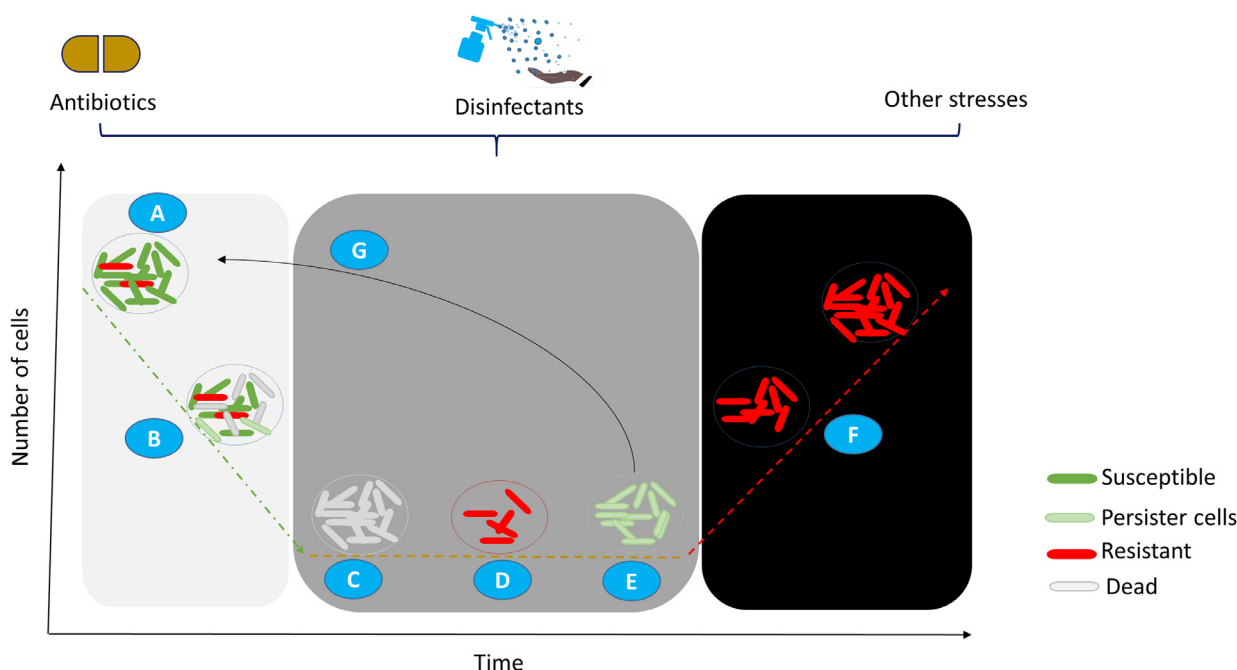 Antibiotics
Disinfectants
Other stresses
A
G
B
F
C
D
E
Number of cells
Time
Susceptible
Persister cells
Resistant
Dead